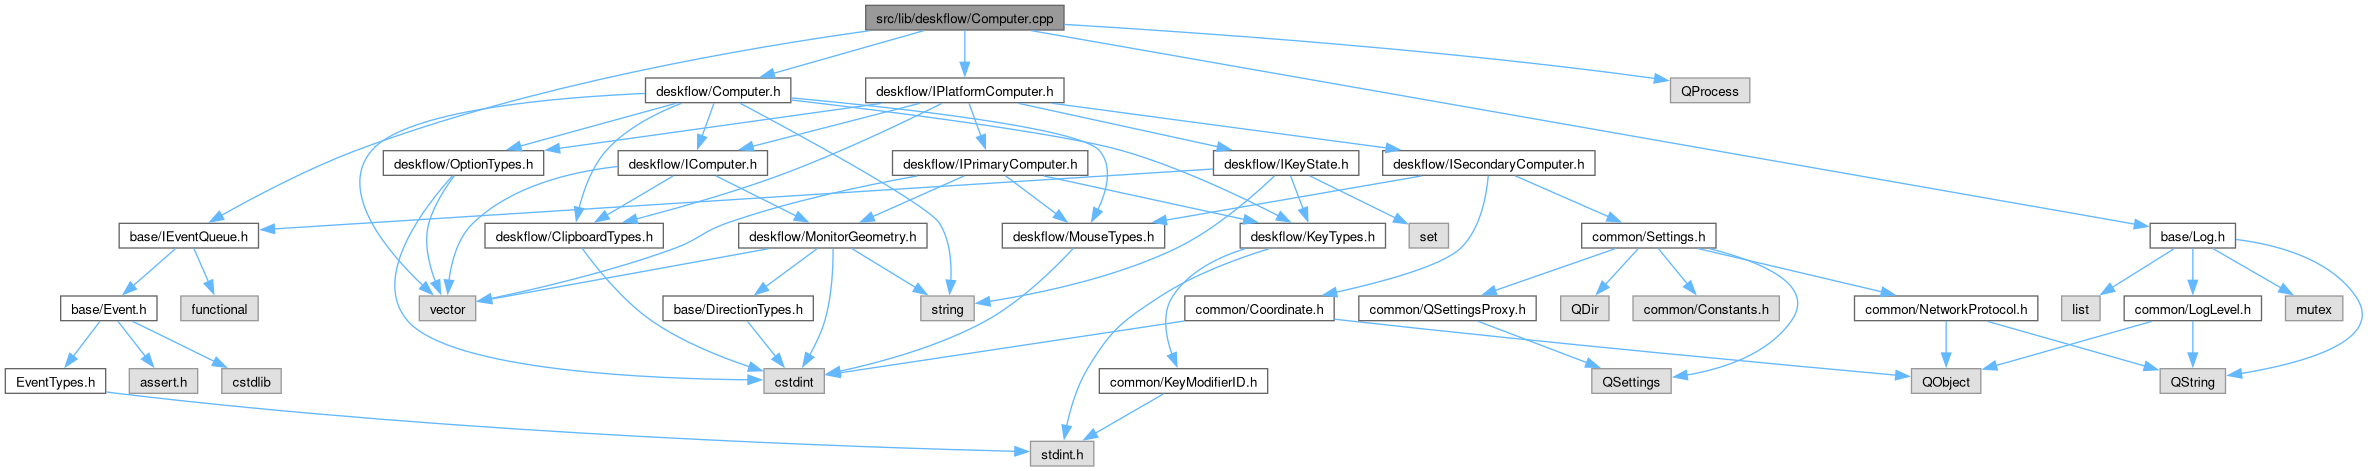 src/lib/deskflow/Computer.cpp
deskflow/Computer.h
deskflow/IPlatformComputer.h
QProcess
deskflow/OptionTypes.h
deskflow/IComputer.h
deskflow/IPrimaryComputer.h
deskflow/IKeyState.h
deskflow/ISecondaryComputer.h
base/IEventQueue.h
deskflow/ClipboardTypes.h
deskflow/MonitorGeometry.h
deskflow/MouseTypes.h
deskflow/KeyTypes.h
set
common/Settings.h
base/Log.h
base/Event.h
functional
vector
base/DirectionTypes.h
string
common/Coordinate.h
common/QSettingsProxy.h
QDir
common/Constants.h
common/NetworkProtocol.h
list
common/LogLevel.h
mutex
EventTypes.h
assert.h
cstdlib
cstdint
common/KeyModifierID.h
QSettings
QObject
QString
stdint.h